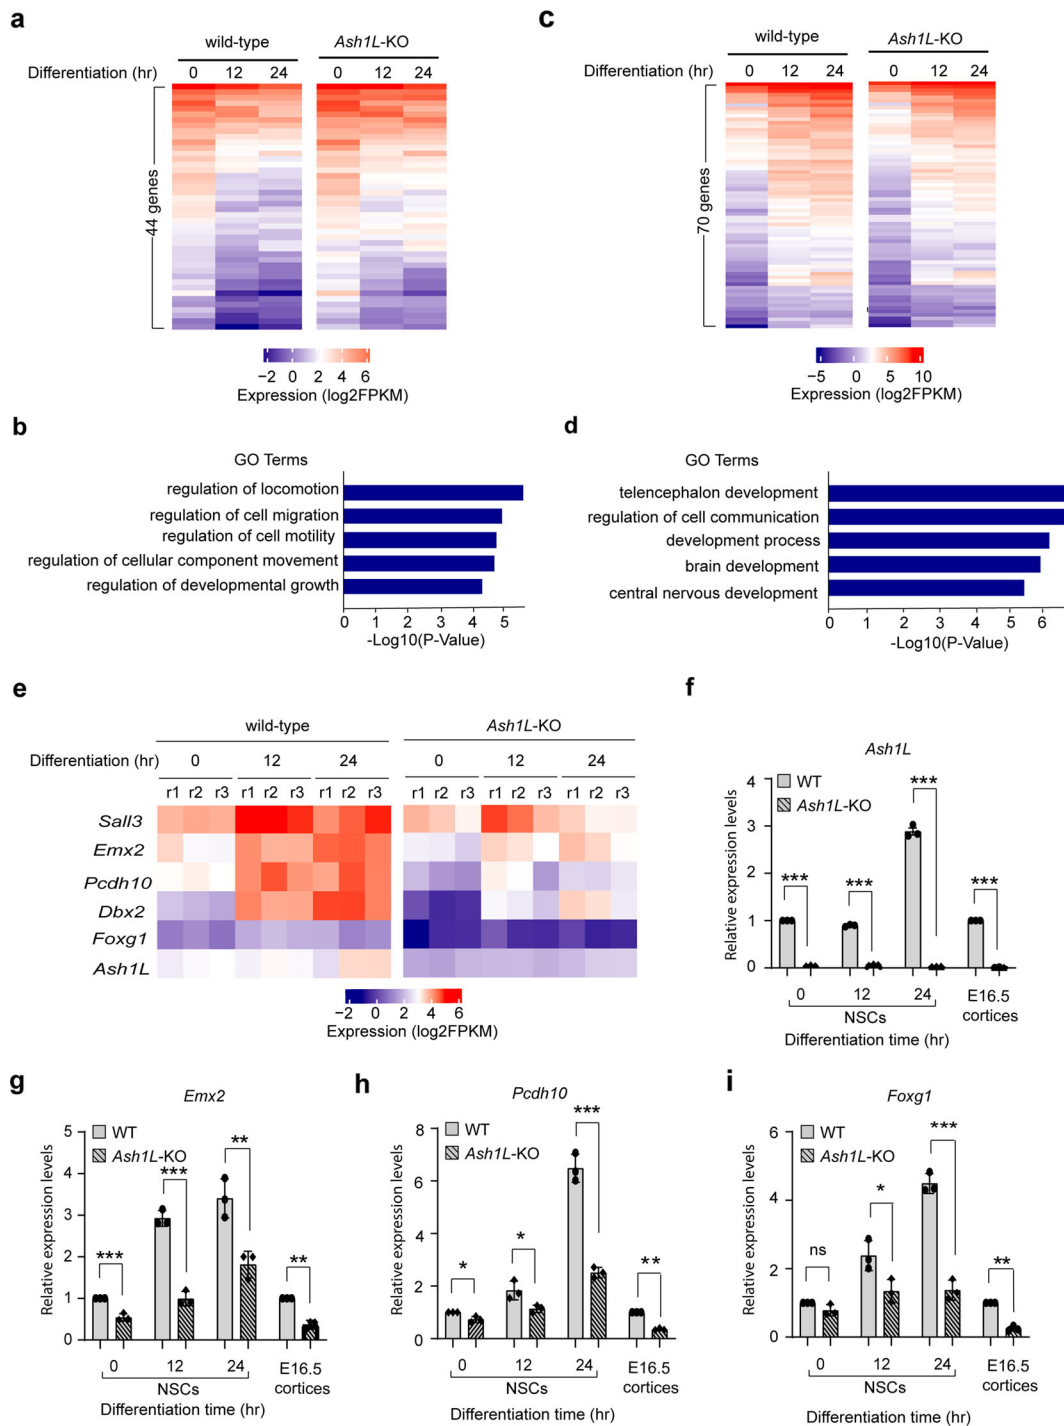 a
wild-type Ash1L-KO
Differentiation (hr) 0 12 24 0 12 24
44 genes
−2 0 2 4 6
Expression (log2FPKM)
c
wild-type Ash1L-KO
Differentiation (hr) 0 12 24 0 12 24
70 genes
−5 0 5 10
Expression (log2FPKM)
b
GO Terms
regulation of locomotion
regulation of cell migration
regulation of cell motility
regulation of cellular component movement
regulation of developmental growth
0 1 2 3 4 5
-Log10(P-Value)
d
GO Terms
telencephalon development
regulation of cell communication
development process
brain development
central nervous development
0 1 2 3 4 5 6
-Log10(P-Value)
e
wild-type Ash1L-KO
Differentiation (hr) 0 12 24 0 12 24
r1 r2 r3 r1 r2 r3 r1 r2 r3 r1 r2 r3 r1 r2 r3 r1 r2 r3
Sall3
Emx2
Pcdh10
Dbx2
Foxg1
Ash1L
−2 0 2 4 6
Expression (log2FPKM)
f
Ash1L
WT
Ash1L-KO
Relative expression levels
4
3
2
1
0
*** *** *** ***
0 12 24 E16.5
NSCs cortices
Differentiation time (hr)
g
Emx2
WT
Ash1L-KO
Relative expression levels
5
4
3
2
1
0
*** *** ** **
0 12 24 E16.5
NSCs cortices
Differentiation time (hr)
h
Pcdh10
WT
Ash1L-KO
Relative expression levels
8
6
4
2
0
* * *** **
0 12 24 E16.5
NSCs cortices
Differentiation time (hr)
i
Foxg1
WT
Ash1L-KO
Relative expression levels
6
4
2
0
ns * *** **
0 12 24 E16.5
NSCs cortices
Differentiation time (hr)